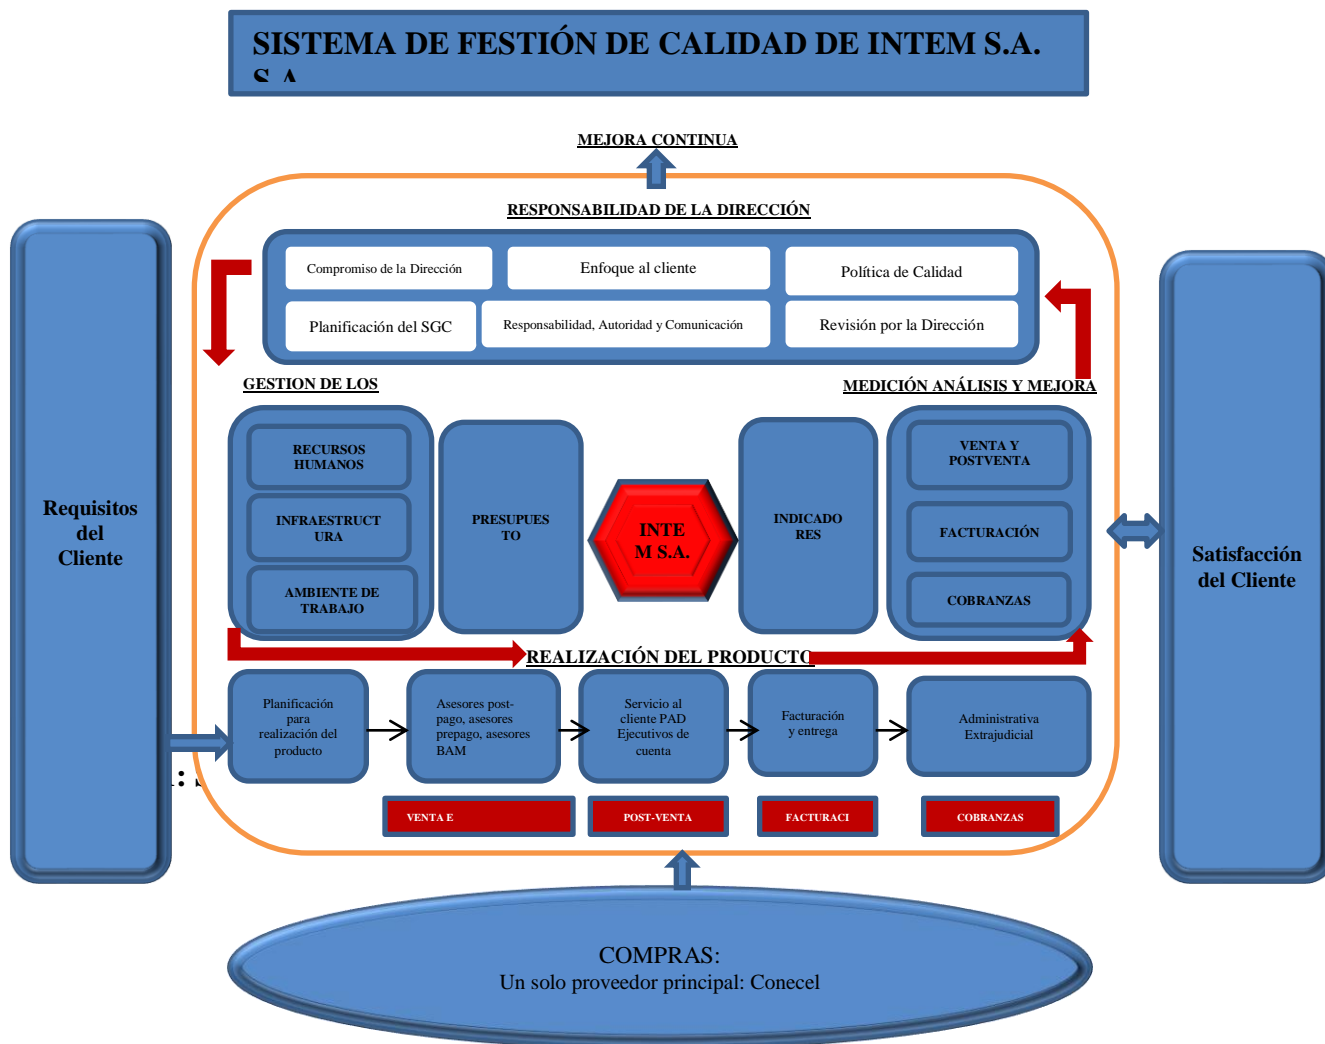 SISTEMA DE FESTIÓN DE CALIDAD DE INTEM S.A.
S.A
MEJORA CONTINUA
RESPONSABILIDAD DE LA DIRECCIÓN
Compromiso de la Dirección
Enfoque al cliente
Política de Calidad
Planificación del SGC
Responsabilidad, Autoridad y Comunicación
Revisión por la Dirección
GESTION DE LOS
MEDICIÓN ANÁLISIS Y MEJORA
Requisitos
del
Cliente
RECURSOS
HUMANOS
INFRAESTRUCT
URA
AMBIENTE DE
TRABAJO
PRESUPUES
TO
INTE
M S.A.
INDICADO
RES
VENTA Y
POSTVENTA
FACTURACIÓN
COBRANZAS
Satisfacción
del Cliente
REALIZACIÓN DEL PRODUCTO
Planificación
para
realización del
producto
Asesores post-
pago, asesores
prepago, asesores
BAM
Servicio al
cliente PAD
Ejecutivos de
cuenta
Facturación
y entrega
Administrativa
Extrajudicial
VENTA E
POST-VENTA
FACTURACI
COBRANZAS
COMPRAS:
Un solo proveedor principal: Conecel